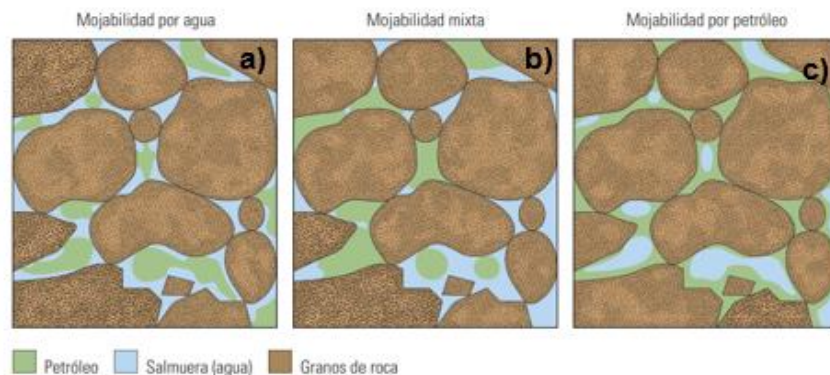 Mojabilidad por agua
Mojabilidad mixta
Mojabilidad por petróleo
a)
b)
c)
Petróleo
Salmuera (agua)
Granos de roca